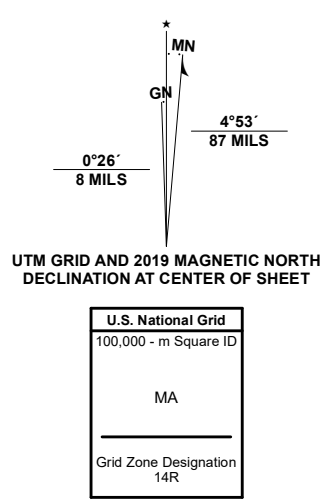 ★
MN
GN
4°53´
87 MILS
0°26´
8 MILS
UTM GRID AND 2019 MAGNETIC NORTH
DECLINATION AT CENTER OF SHEET
U.S. National Grid
100,000 - m Square ID
MA
Grid Zone Designation
14R